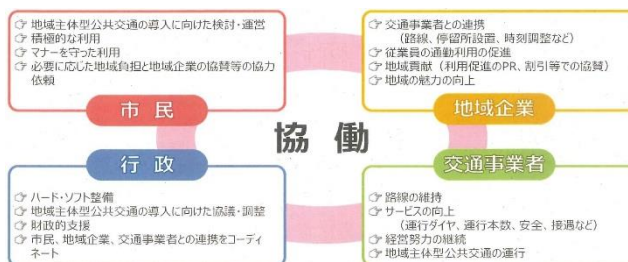 ☞ 地域主体型公共交通の導入に向けた検討・運営
☞ 積極的な利用
☞ マナーを守った利用
☞ 必要に応じた地域負担と地域企業の協賛等の協力
依頼
市 民
☞ 交通事業者との連携
（路線、停留所設置、時刻調整など）
☞ 従業員の通勤利用の促進
☞ 地域貢献（利用促進のPR、割引等での協賛）
☞ 地域の魅力の向上
地域企業
協 働
行 政
☞ ハード・ソフト整備
☞ 地域主体型公共交通の導入に向けた協議・調整
☞ 財政的支援
☞ 市民、地域企業、交通事業者との連携をコーディ
ネート
交通事業者
☞ 路線の維持
☞ サービスの向上
（運行ダイヤ、運行本数、安全、接遇など）
☞ 経営努力の継続
☞ 地域主体型公共交通の運行